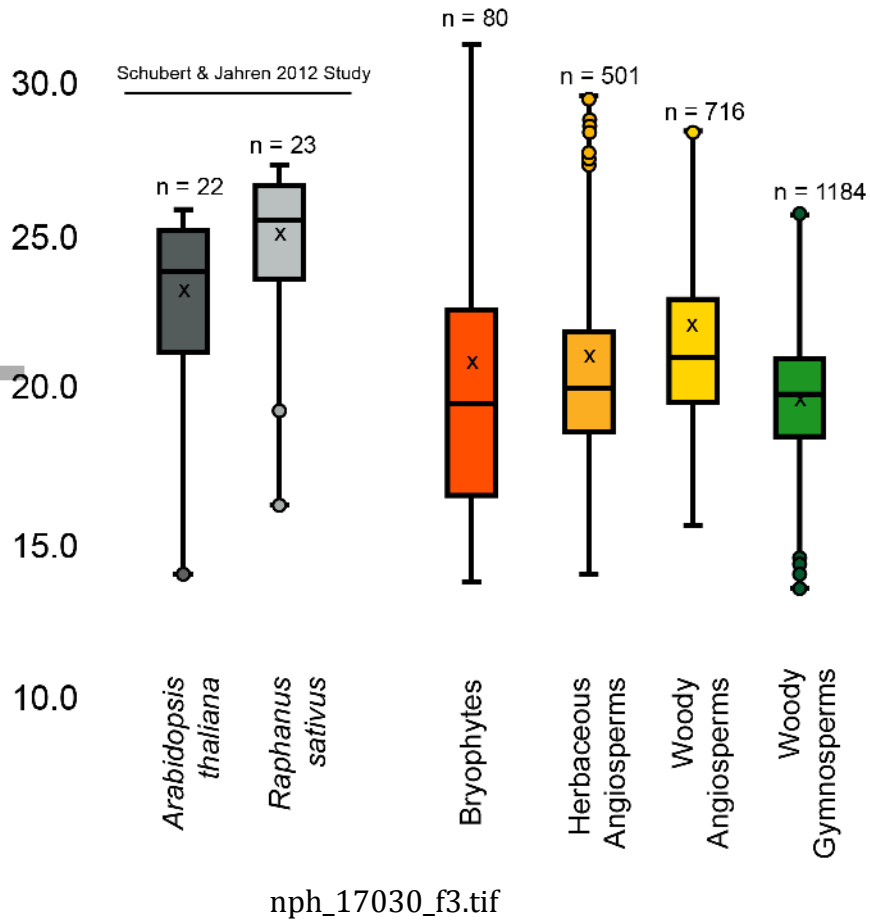 n = 80
30.0
Schubert & Jahren 2012 Study
n = 501
n = 716
n = 23
n = 22
n = 1184
25.0
x
x
x
x
x
x
20.0
15.0
10.0
Arabidopsis
thaliana
Raphanus
sativus
Bryophytes
Herbaceous
Angiosperms
Woody
Angiosperms
Woody
Gymnosperms
nph_17030_f3.tif